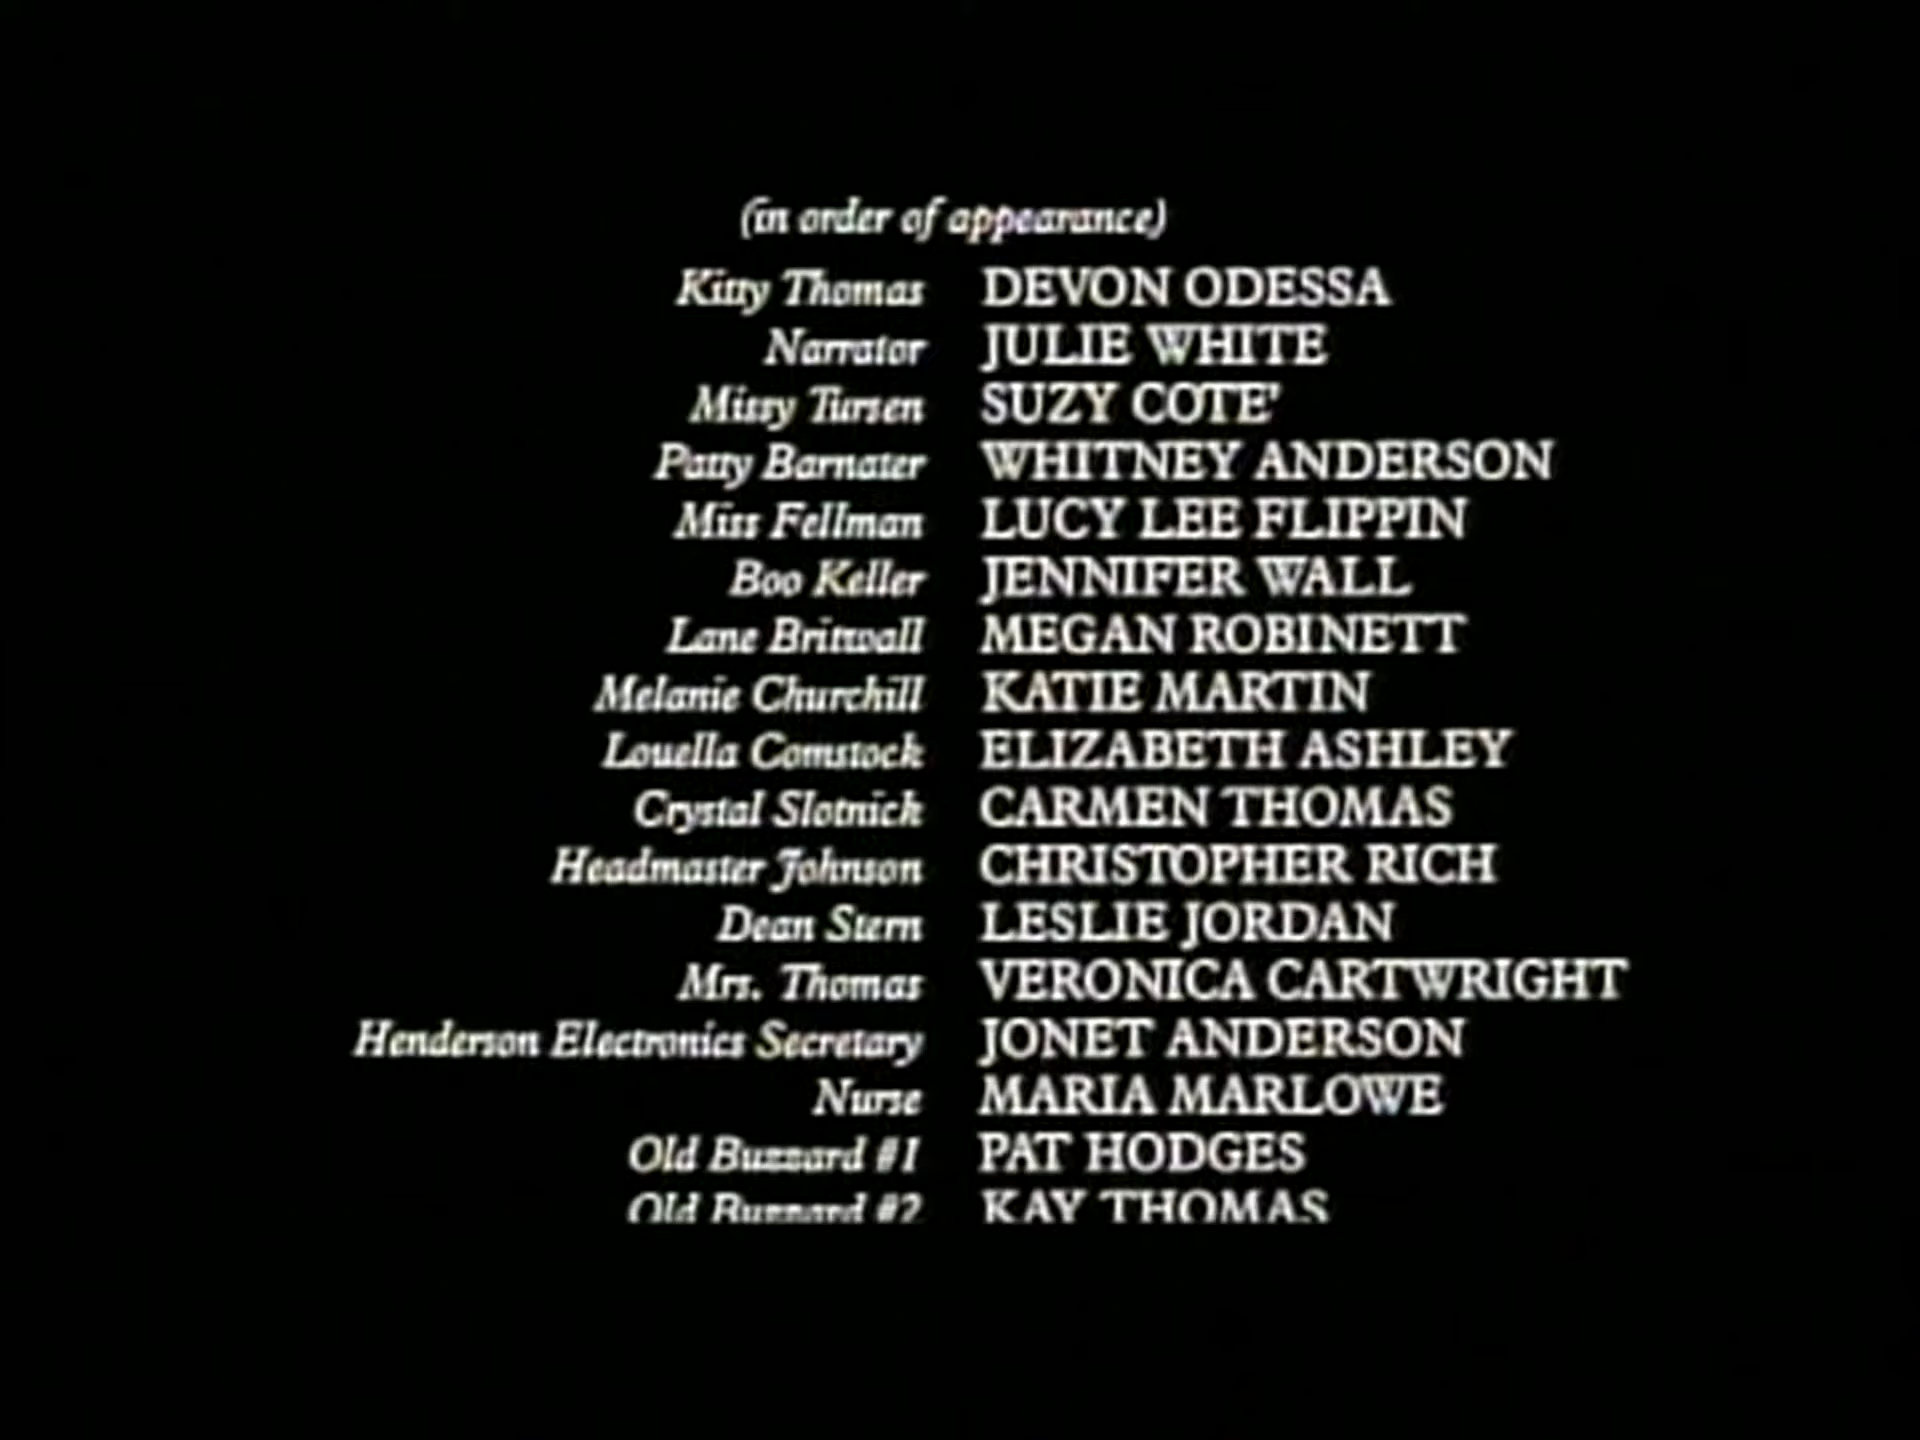 (in order of appearance)
Kitty Thomas DEVON ODESSA
Narrator JULIE WHITE
Missy Tursen SUZY COTE'
Patty Barnater WHITNEY ANDERSON
Miss Fellman LUCY LEE FLIPPIN
Boo Keller JENNIFER WALL
Lane Britwall MEGAN ROBINETT
Melanie Churchill KATIE MARTIN
Louella Comstock ELIZABETH ASHLEY
Crystal Slotnick CARMEN THOMAS
Headmaster Johnson CHRISTOPHER RICH
Dean Stern LESLIE JORDAN
Mrs. Thomas VERONICA CARTWRIGHT
Henderson Electronics Secretary JONET ANDERSON
Nurse MARIA MARLOWE
Old Buzzard #1 PAT HODGES
Old Buzzard #2 KAY THOMAS